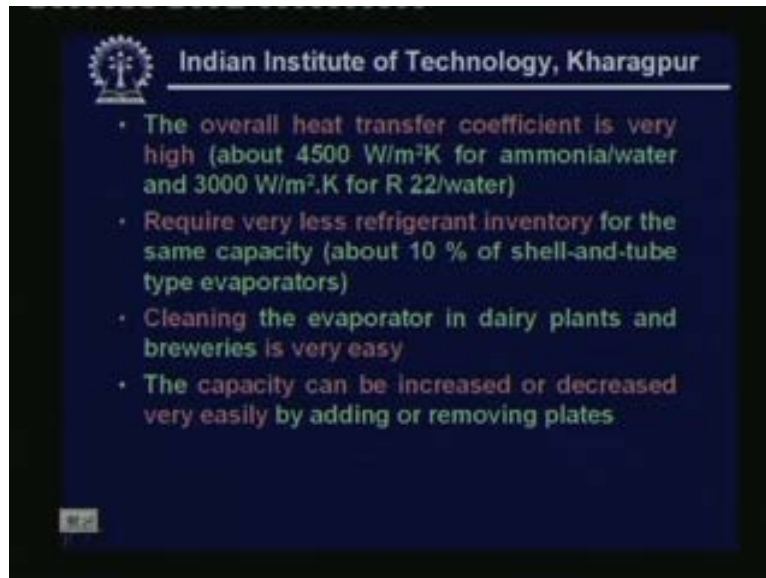 Indian Institute of Technology, Kharagpur
• The overall heat transfer coefficient is very
high (about 4500 W/m²K for ammonia/water
and 3000 W/m².K for R 22/water)
• Require very less refrigerant inventory for the
same capacity (about 10 % of shell-and-tube
type evaporators)
• Cleaning the evaporator in dairy plants and
breweries is very easy
• The capacity can be increased or decreased
very easily by adding or removing plates